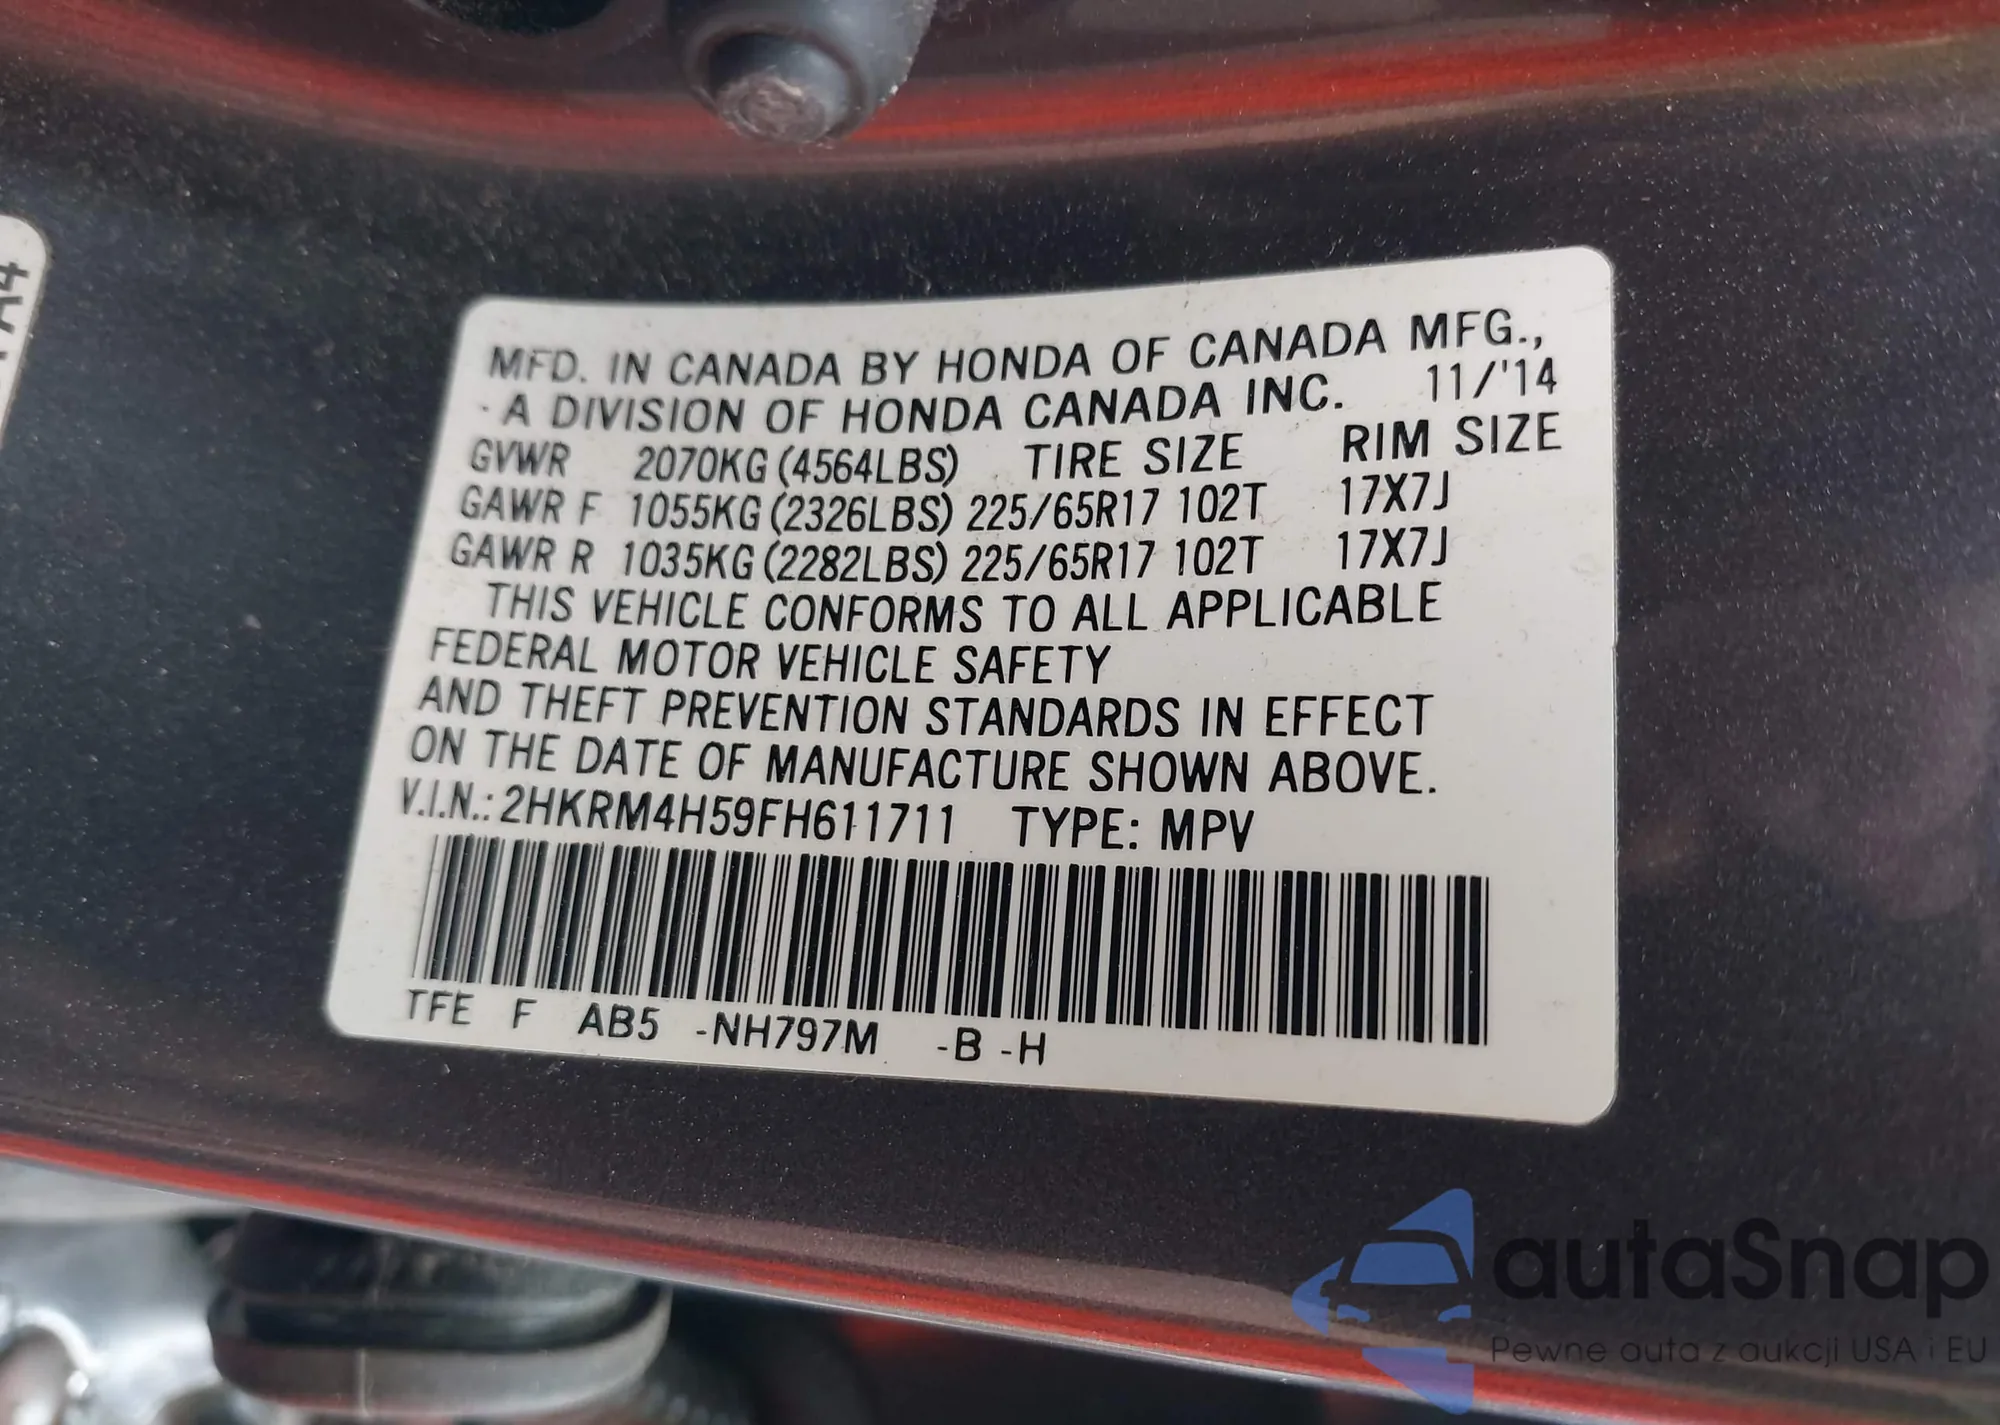 MFD. IN CANADA BY HONDA OF CANADA MFG.,
- A DIVISION OF HONDA CANADA INC. 11/'14
GVWR 2070KG (4564LBS) TIRE SIZE RIM SIZE
GAWR F 1055KG (2326LBS) 225/65R17 102T 17X7J
GAWR R 1035KG (2282LBS) 225/65R17 102T 17X7J
THIS VEHICLE CONFORMS TO ALL APPLICABLE
FEDERAL MOTOR VEHICLE SAFETY
AND THEFT PREVENTION STANDARDS IN EFFECT
ON THE DATE OF MANUFACTURE SHOWN ABOVE.
V.I.N.: 2HKRM4H59FH611711 TYPE: MPV
TFE F AB5 -NH797M -B -H
autaSnap
Pewne auta z aukcji USA i EU